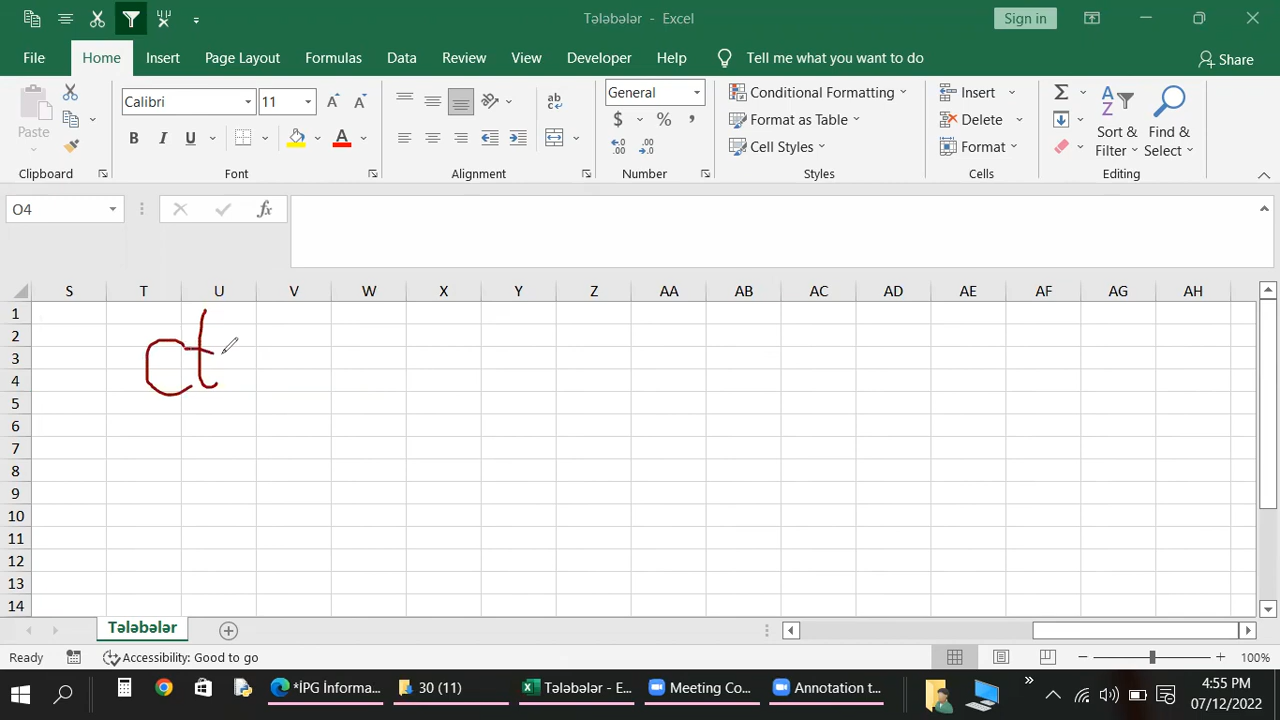 Tələbələr - Excel
Sign in
File Home Insert Page Layout Formulas Data Review View Developer Help Tell me what you want to do Share
Calibri 11 ab General Conditional Formatting Insert Σ A
c Z
Paste B I U A $ % , Format as Table Delete Sort & Find &
Cell Styles Format Filter Select
Clipboard Font Alignment Number Styles Cells Editing
O4 fx
S T U V W X Y Z AA AB AC AD AE AF AG AH
1
2
3 ct
4
5
6
7
8
9
10
11
12
13
14
Tələbələr
Ready Accessibility: Good to go 100%
*İPG İnforma... 30 (11) Tələbələr - E... Meeting Co... Annotation t... 4:55 PM
07/12/2022